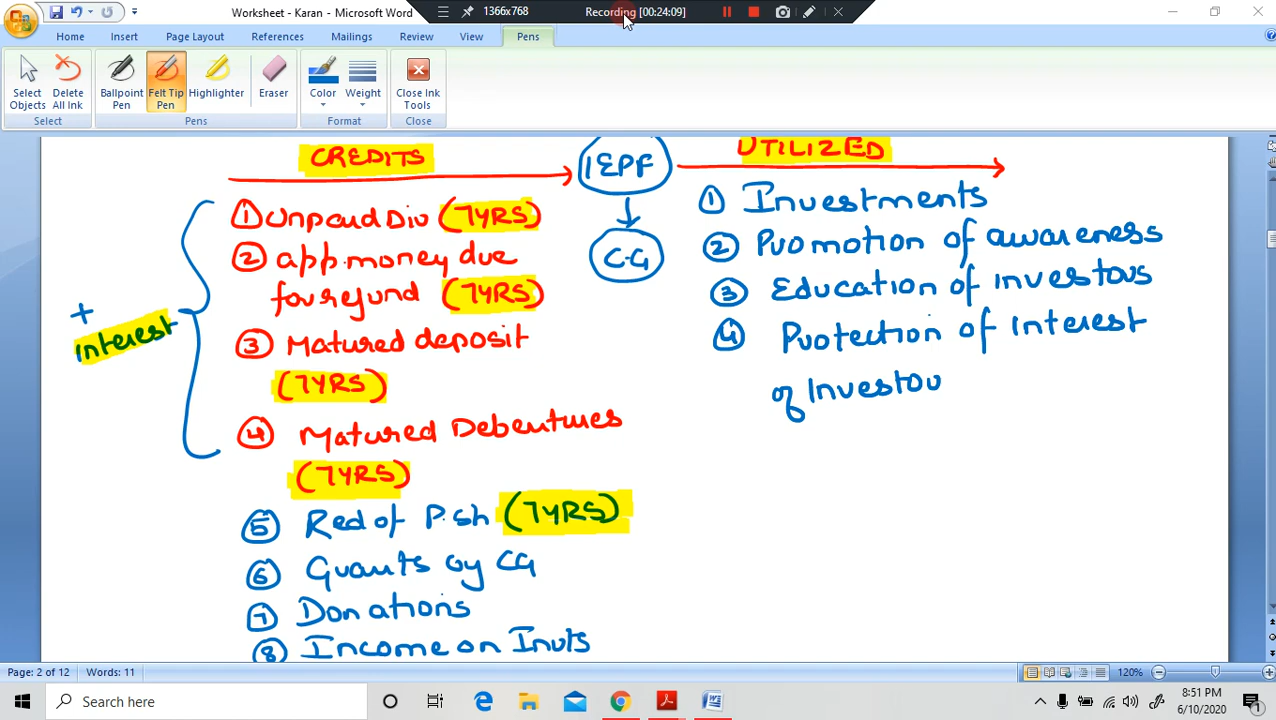 Worksheet - Karan - Microsoft Word
1366x768
Recording [00:24:09]
Home Insert Page Layout References Mailings Review View Pens
Select Objects
Delete All Ink
Ballpoint Pen
Felt Tip Pen
Highlighter
Eraser
Color
Weight
Close Ink Tools
Select Pens Format Close
CREDITS
IEPF
UTILIZED
C.G
+ Interest
① Unpaid Div (7YRS)
② app.money due
for refund (7YRS)
③ Matured deposit
(7YRS)
④ Matured Debentures
(7YRS)
⑤ Red of P.sh (7YRS)
⑥ Grants by CG
⑦ Donations
⑧ Income on Invts
① Investments
② Promotion of awareness
③ Education of investors
④ Protection of Interest
of Investor
Page: 2 of 12 Words: 11 120%
Type here to search
8:51 PM
6/10/2020
1